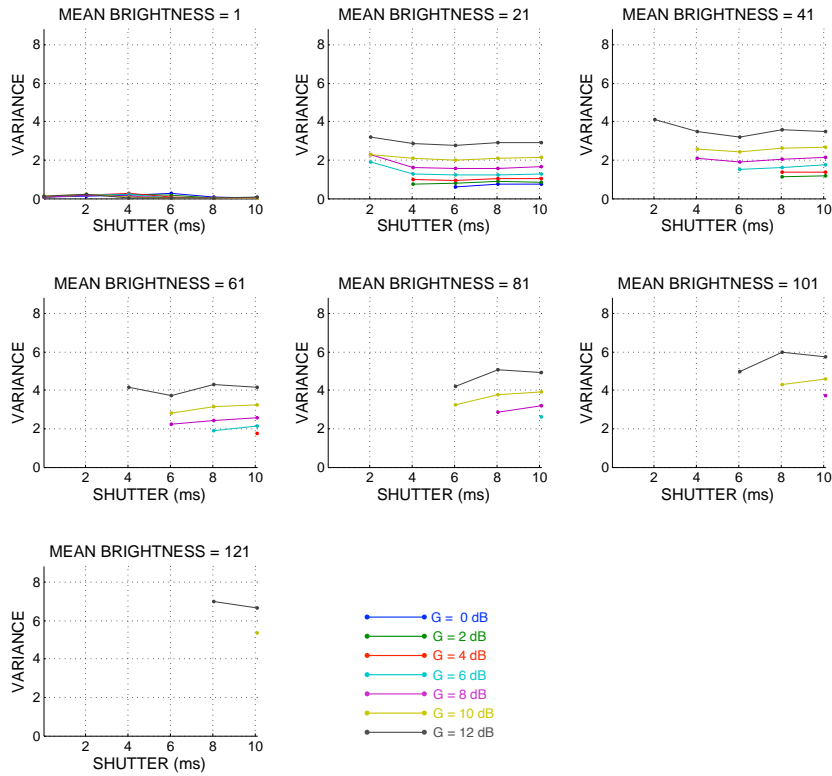 MEAN BRIGHTNESS = 1
8
6
4
2
0
VARIANCE
2 4 6 8 10
SHUTTER (ms)
MEAN BRIGHTNESS = 21
8
6
4
2
0
VARIANCE
2 4 6 8 10
SHUTTER (ms)
MEAN BRIGHTNESS = 41
8
6
4
2
0
VARIANCE
2 4 6 8 10
SHUTTER (ms)
MEAN BRIGHTNESS = 61
8
6
4
2
0
VARIANCE
2 4 6 8 10
SHUTTER (ms)
MEAN BRIGHTNESS = 81
8
6
4
2
0
VARIANCE
2 4 6 8 10
SHUTTER (ms)
MEAN BRIGHTNESS = 101
8
6
4
2
0
VARIANCE
2 4 6 8 10
SHUTTER (ms)
MEAN BRIGHTNESS = 121
8
6
4
2
0
VARIANCE
2 4 6 8 10
SHUTTER (ms)
G = 0 dB
G = 2 dB
G = 4 dB
G = 6 dB
G = 8 dB
G = 10 dB
G = 12 dB